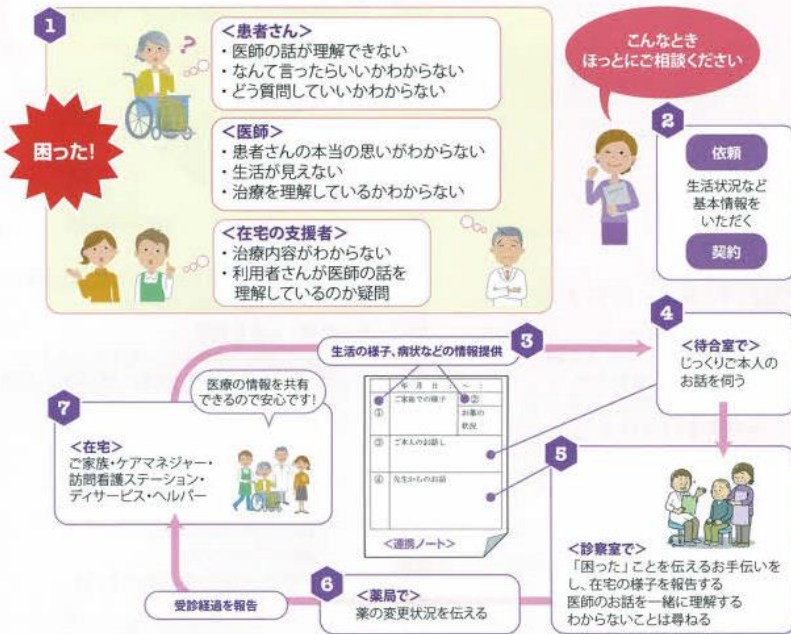 1
困った！
＜患者さん＞
・医師の話が理解できない
・なんて言ったらいいかわからない
・どう質問していいかわからない
?
＜医師＞
・患者さんの本当の思いがわからない
・生活が見えない
・治療を理解しているかわからない
＜在宅の支援者＞
・治療内容がわからない
・利用者さんが医師の話を
理解しているのか疑問
こんなとき
ほっとにご相談ください
2
依頼
生活状況など
基本情報を
いただく
契約
3
生活の様子、病状などの情報提供
年 月 日 ： 〜 ：
① ご家庭での様子
② お薬の
状況
③ ご本人のお話し
④ 先生からのお話
＜連携ノート＞
4
＜待合室で＞
じっくりご本人の
お話を伺う
5
＜診察室で＞
「困った」ことを伝えるお手伝いを
し、在宅の様子を報告する
医師のお話を一緒に理解する
わからないことは尋ねる
6
＜薬局で＞
薬の変更状況を伝える
受診経過を報告
7
医療の情報を共有
できるので安心です！
＜在宅＞
ご家族・ケアマネジャー・
訪問看護ステーション・
ディサービス・ヘルパー